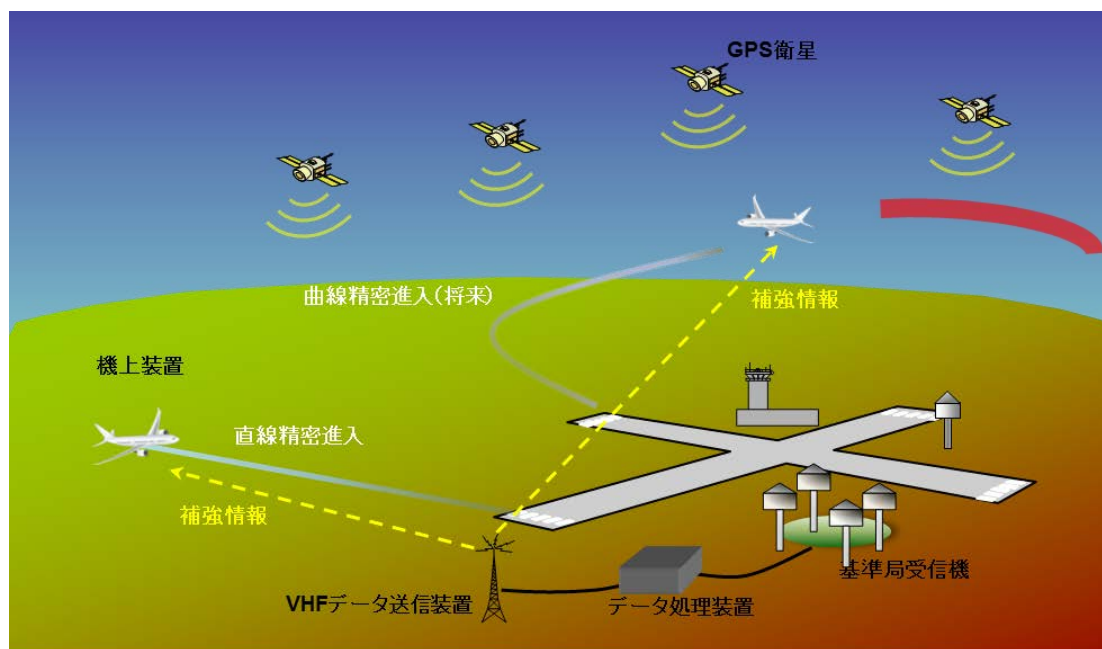 GPS衛星
曲線精密進入(将来)
補強情報
機上装置
直線精密進入
補強情報
基準局受信機
VHFデータ送信装置
データ処理装置